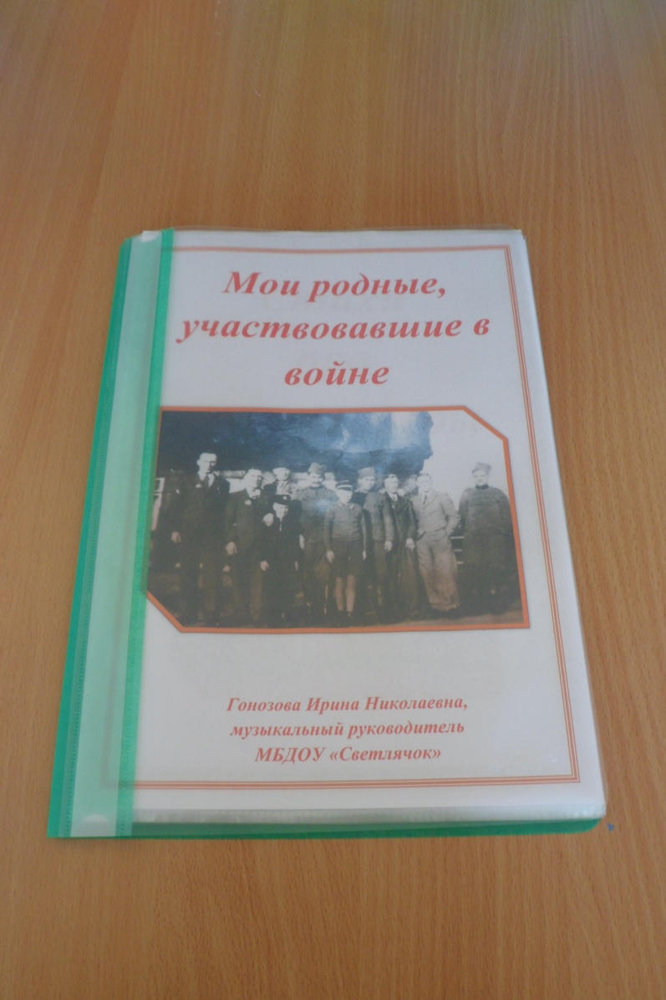 Мои родные,
участвовавшие в
войне
Гонозова Ирина Николаевна,
музыкальный руководитель
МБДОУ «Светлячок»